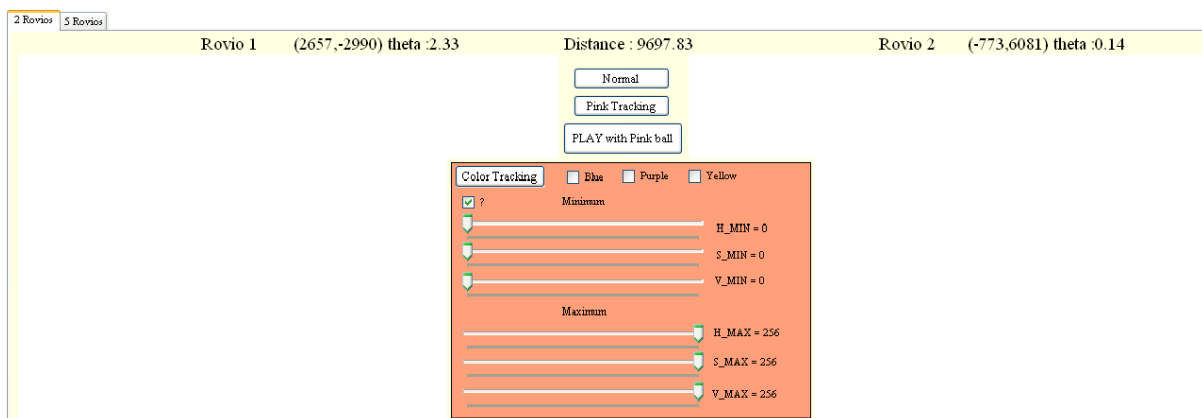 2 Rovios 5 Rovios
Rovio 1 (2657,-2990) theta :2.33 Distance : 9697.83 Rovio 2 (-773,6081) theta :0.14
Normal
Pink Tracking
PLAY with Pink ball
Color Tracking Blue Purple Yellow
? Minimum
H_MIN = 0
S_MIN = 0
V_MIN = 0
Maximum
H_MAX = 256
S_MAX = 256
V_MAX = 256